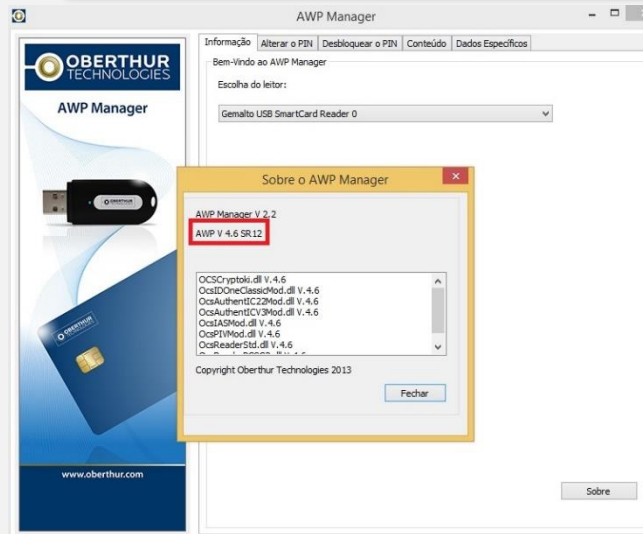 AWP Manager
OBERTHUR
TECHNOLOGIES
AWP Manager
OBERTHUR
www.oberthur.com
Informação Alterar o PIN Desbloquear o PIN Conteúdo Dados Específicos
Bem-Vindo ao AWP Manager
Escolha do leitor:
Gemalto USB SmartCard Reader 0
Sobre o AWP Manager
AWP Manager V 2.2
AWP V 4.6 SR12
OCSCryptoki.dll V.4.6
OcsIDOneClassicMod.dll V.4.6
OcsAuthentIC22Mod.dll V.4.6
OcsAuthentICV3Mod.dll V.4.6
OcsIASMod.dll V.4.6
OcsPIVMod.dll V.4.6
OcsReaderStd.dll V.4.6
Copyright Oberthur Technologies 2013
Fechar
Sobre